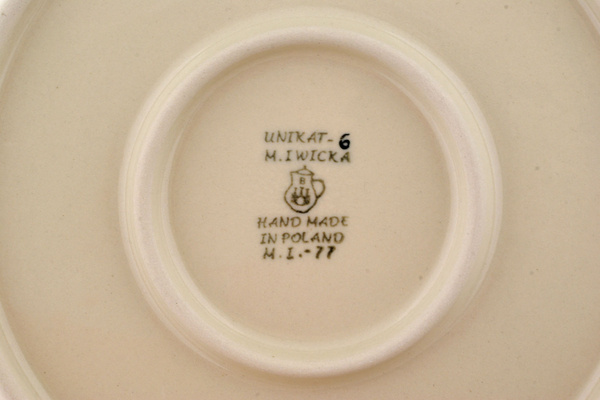 UNIKAT-6
M.IWICKA
B
HAND MADE
IN POLAND
M.I.-77